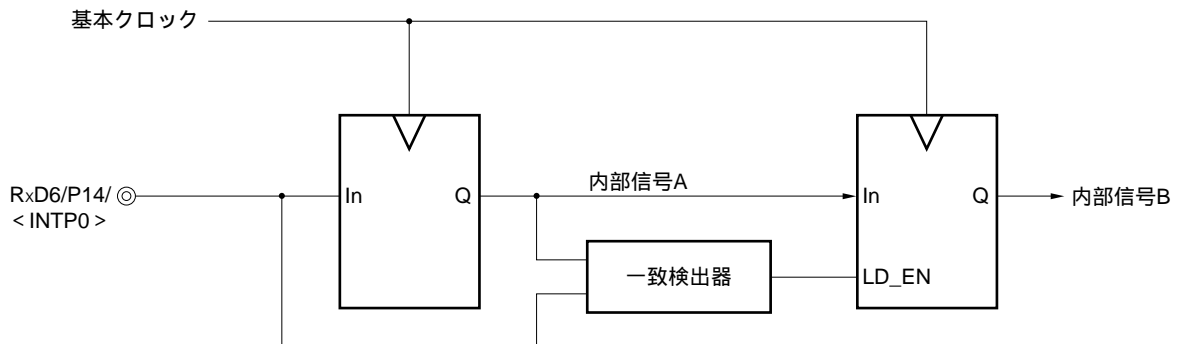 基本クロック
RxD6/P14/
< INTP0 >
In
Q
内部信号A
In
Q
内部信号B
一致検出器
LD_EN